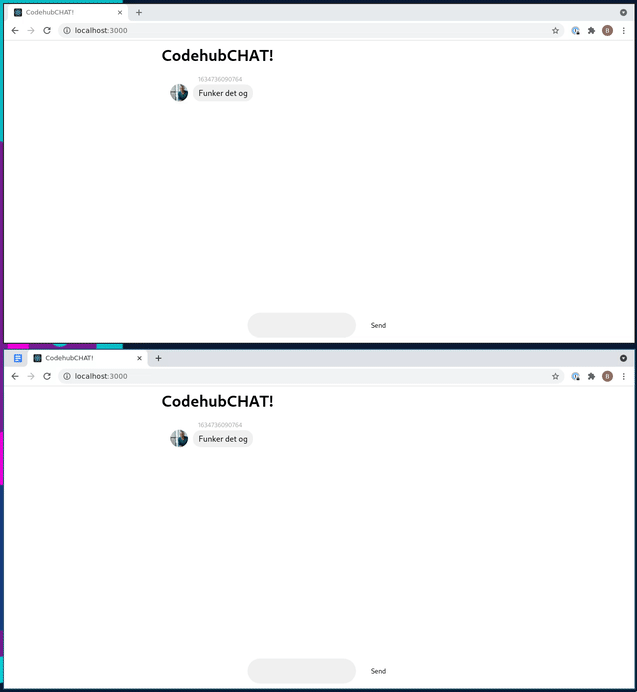 CodehubCHAT!
localhost:3000
B
CodehubCHAT!
1634736090764
Funker det og
Send
CodehubCHAT!
localhost:3000
B
CodehubCHAT!
1634736090764
Funker det og
Send